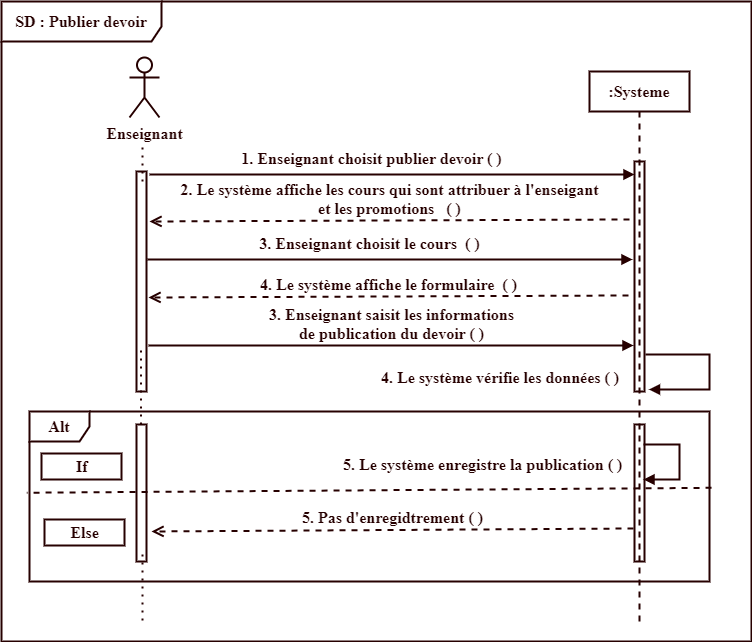 SD : Publier devoir
:Systeme
Enseignant
1. Enseignant choisit publier devoir ( )
2. Le système affiche les cours qui sont attribuer à l'enseigant
et les promotions ( )
3. Enseignant choisit le cours ( )
4. Le système affiche le formulaire ( )
3. Enseignant saisit les informations
de publication du devoir ( )
4. Le système vérifie les données ( )
Alt
If
5. Le système enregistre la publication ( )
5. Pas d'enregidtrement ( )
Else